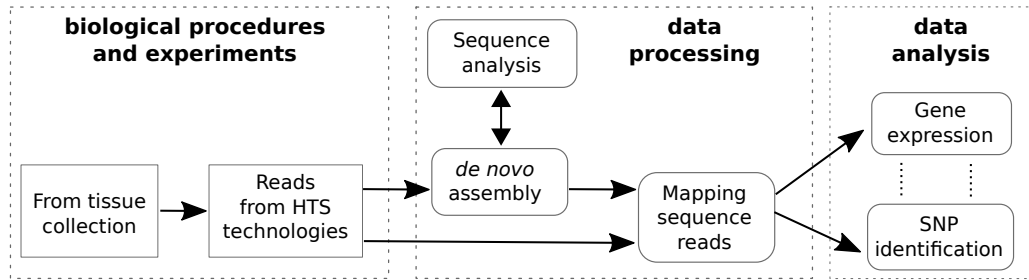 biological procedures
and experiments
From tissue
collection
Reads
from HTS
technologies
data
processing
Sequence
analysis
de novo
assembly
Mapping
sequence
reads
data
analysis
Gene
expression
SNP
identification